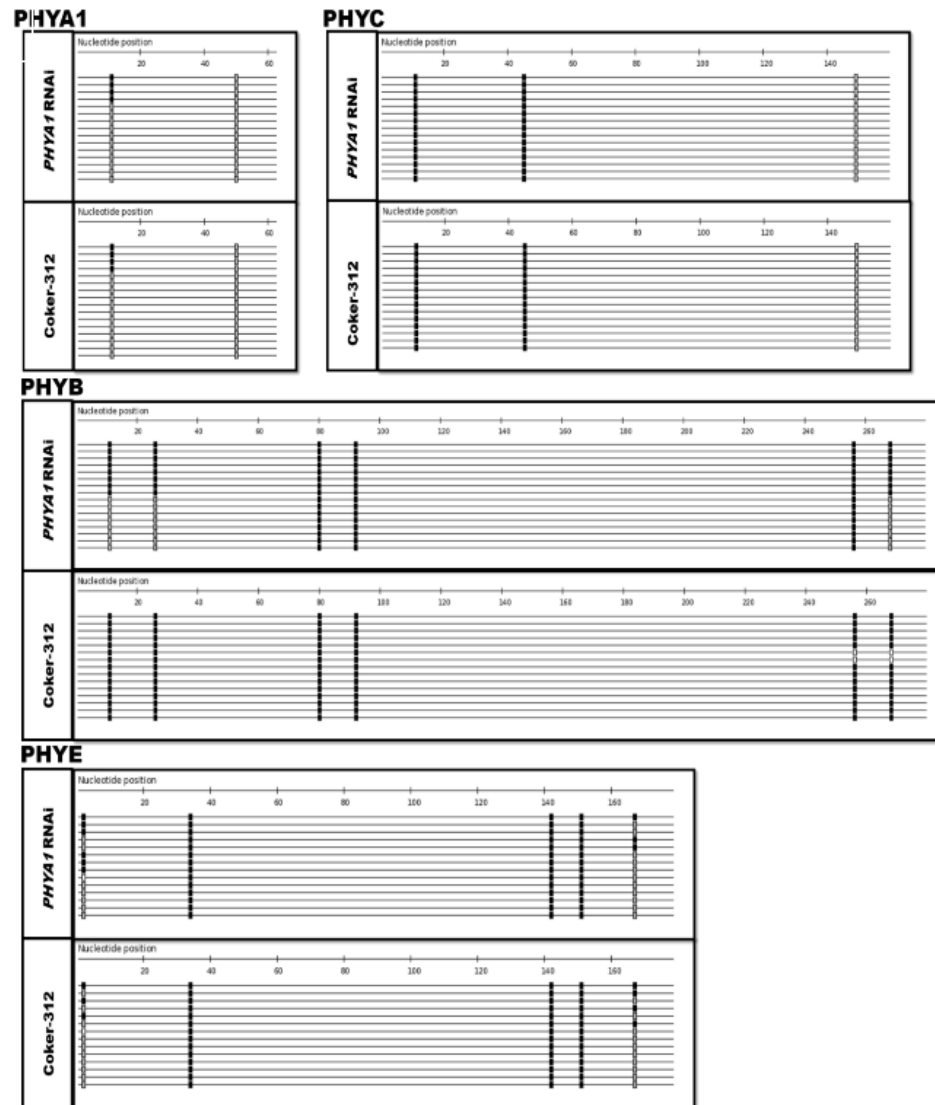 PHYA1
PHYC
Nucleotide position
20 40 60
PHYA1 RNAi
Nucleotide position
20 40 60 80 100 120 140
PHYA1 RNAi
Nucleotide position
20 40 60
Coker-312
Nucleotide position
20 40 60 80 100 120 140
Coker-312
PHYB
Nucleotide position
20 40 60 80 100 120 140 160 180 200 220 240 260
PHYA1 RNAi
Nucleotide position
20 40 60 80 100 120 140 160 180 200 220 240 260
Coker-312
PHYE
Nucleotide position
20 40 60 80 100 120 140 160
PHYA1 RNAi
Nucleotide position
20 40 60 80 100 120 140 160
Coker-312